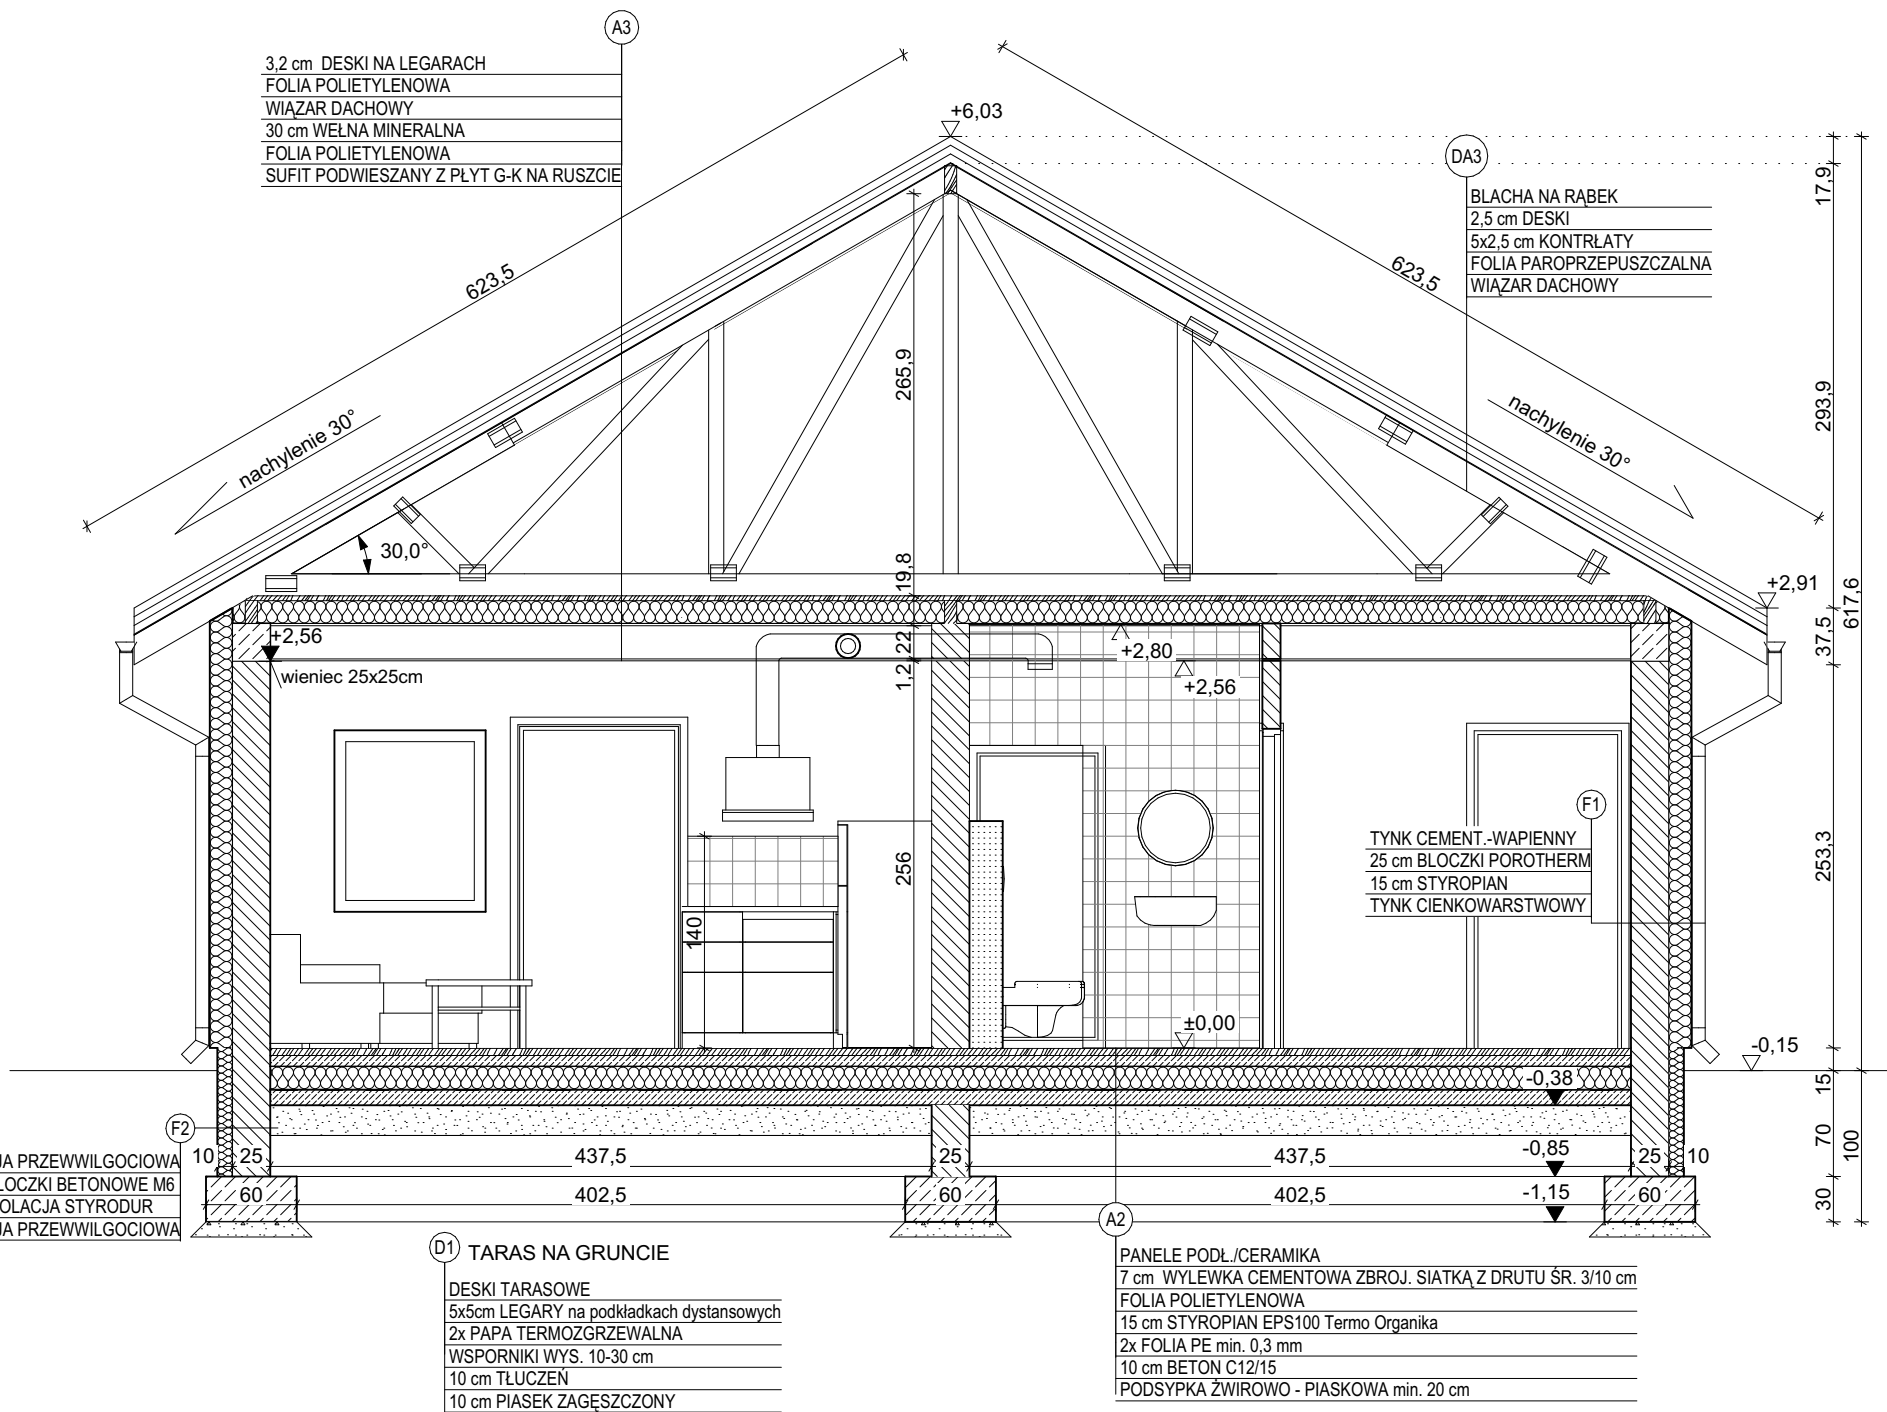 A3
3,2 cm DESKI NA LEGARACH
FOLIA POLIETYLENOWA
WIĄZAR DACHOWY
30 cm WEŁNA MINERALNA
FOLIA POLIETYLENOWA
SUFIT PODWIESZANY Z PŁYT G-K NA RUSZCIE
+6,03
DA3
BLACHA NA RĄBEK
2,5 cm DESKI
5x2,5 cm KONTRŁATY
FOLIA PAROPRZEPUSZCZALNA
WIĄZAR DACHOWY
17,9
623,5
623,5
265,9
293,9
nachylenie 30°
nachylenie 30°
30,0°
19,8
+2,91
617,6
+2,56
22
+2,80
37,5
wieniec 25x25cm
1,2
+2,56
F1
TYNK CEMENT.-WAPIENNY
25 cm BLOCZKI POROTHERM
15 cm STYROPIAN
TYNK CIENKOWARSTWOWY
256
253,3
140
±0,00
-0,15
-0,38
15
F2
JA PRZEWWILGOCIOWA
LOCZKI BETONOWE M6
OLACJA STYRODUR
JA PRZEWWILGOCIOWA
10
25
437,5
25
437,5
-0,85
25
10
70
100
60
402,5
60
402,5
-1,15
60
30
D1 TARAS NA GRUNCIE
DESKI TARASOWE
5x5cm LEGARY na podkładkach dystansowych
2x PAPA TERMOZGRZEWALNA
WSPORNIKI WYS. 10-30 cm
10 cm TŁUCZEŃ
10 cm PIASEK ZAGĘSZCZONY
A2
PANELE PODŁ./CERAMIKA
7 cm WYLEWKA CEMENTOWA ZBROJ. SIATKĄ Z DRUTU ŚR. 3/10 cm
FOLIA POLIETYLENOWA
15 cm STYROPIAN EPS100 Termo Organika
2x FOLIA PE min. 0,3 mm
10 cm BETON C12/15
PODSYPKA ŻWIROWO - PIASKOWA min. 20 cm